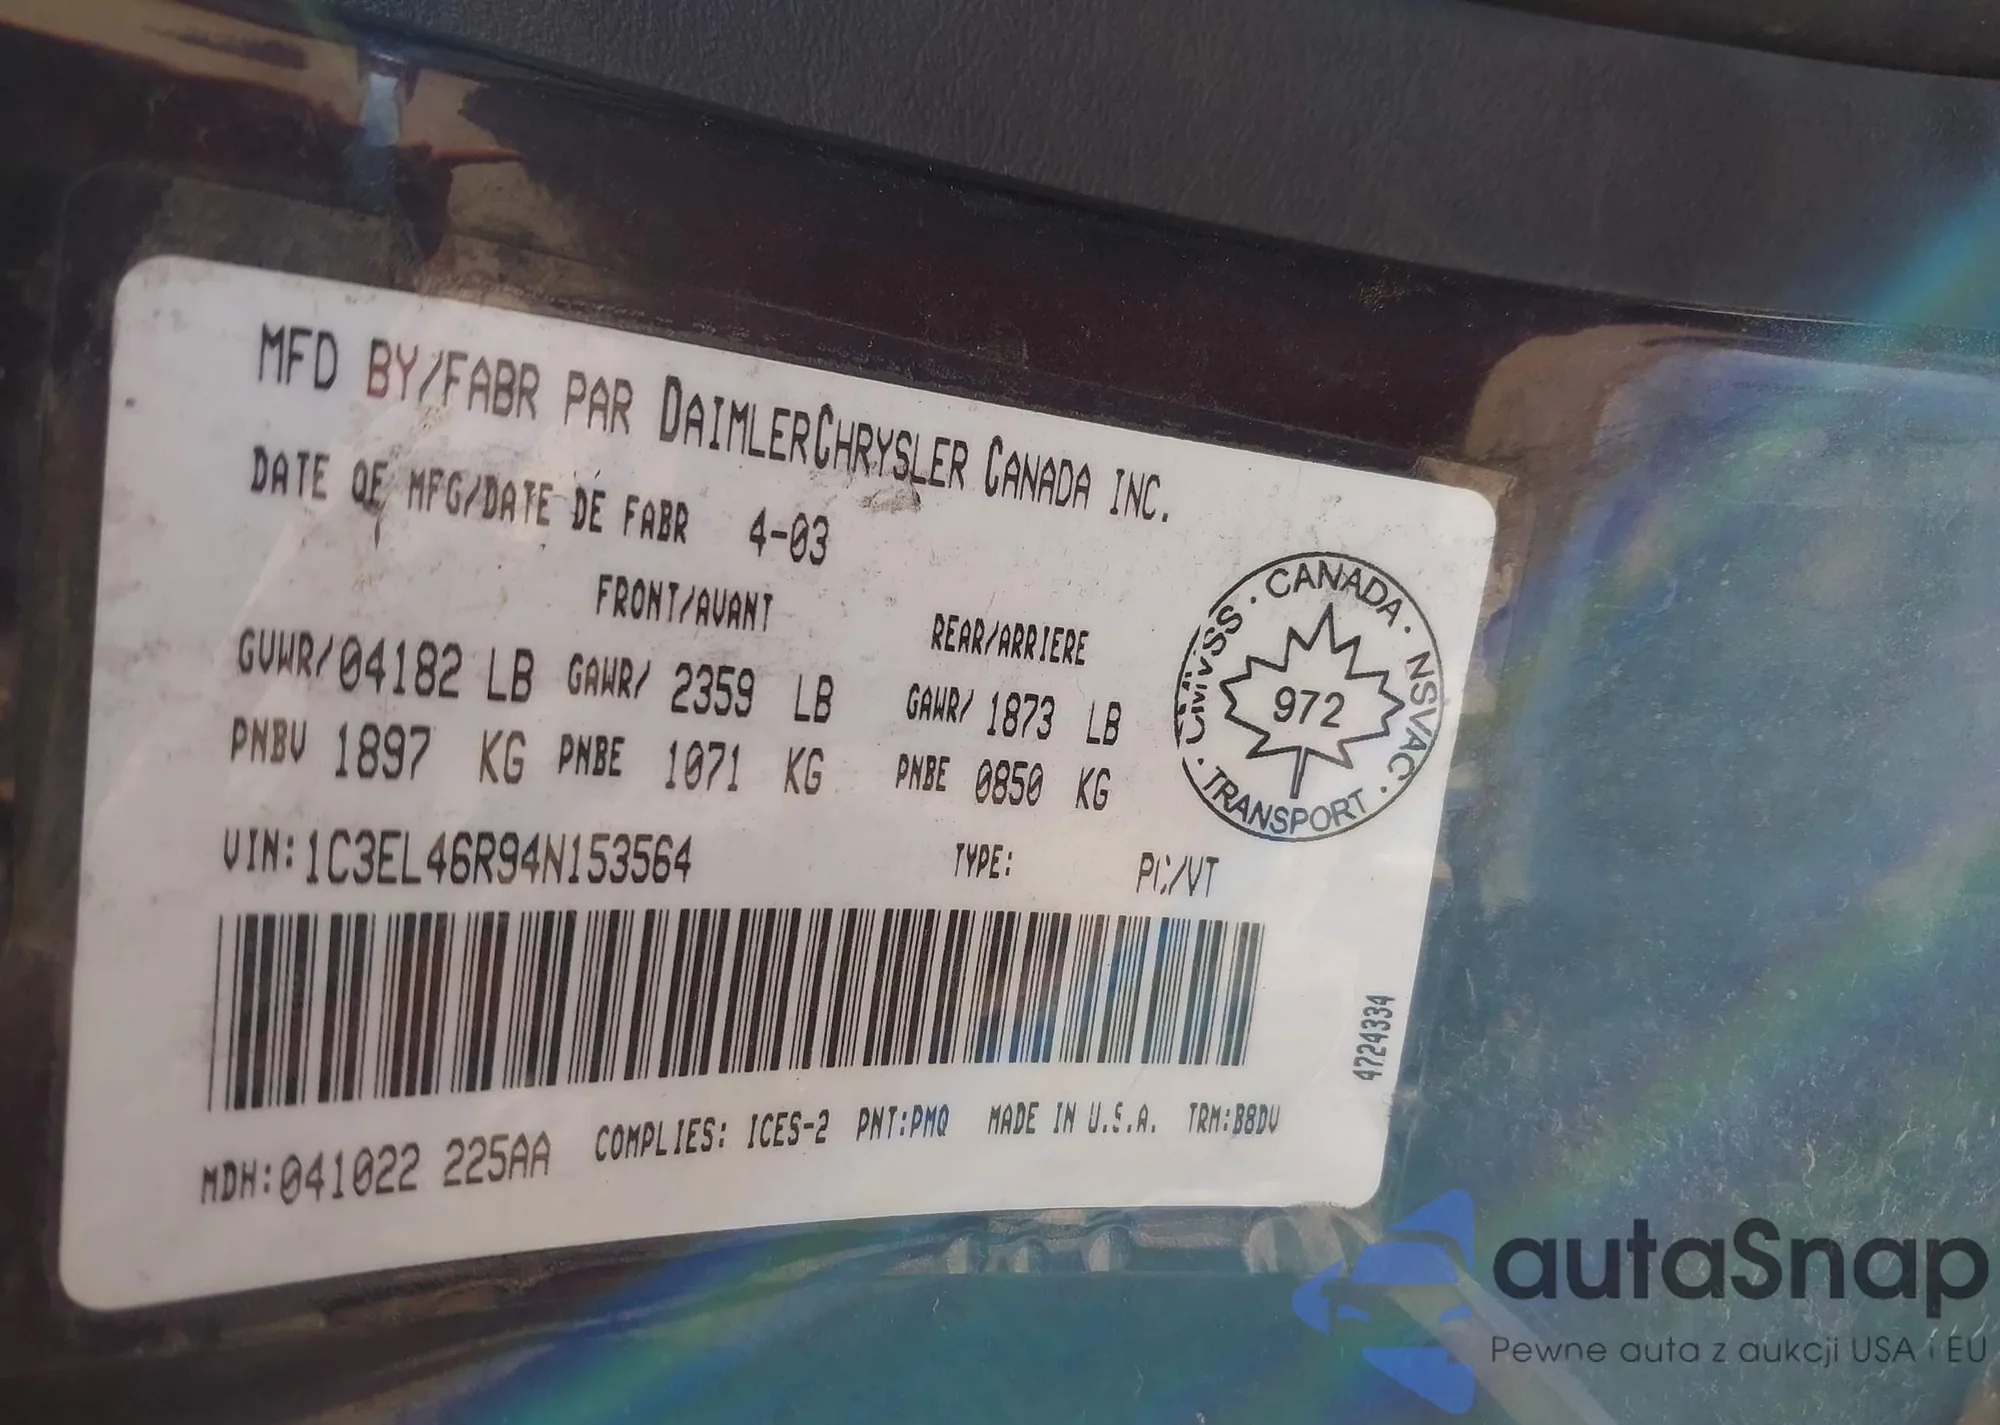 MFD BY/FABR PAR DAIMLERCHRYSLER CANADA INC.
DATE OF MFG/DATE DE FABR 4-03
FRONT/AVANT REAR/ARRIERE
GVWR/04182 LB GAWR/ 2359 LB GAWR/ 1873 LB
PNBV 1897 KG PNBE 1071 KG PNBE 0850 KG
CANADA · NSVAC · TRANSPORT · CMVSS ·
972
VIN:1C3EL46R94N153564 TYPE: PC/VT
4724334
MDH:041022 225AA COMPLIES: ICES-2 PNT:PMQ MADE IN U.S.A. TRM:B8DV
autaSnap
Pewne auta z aukcji USA i EU